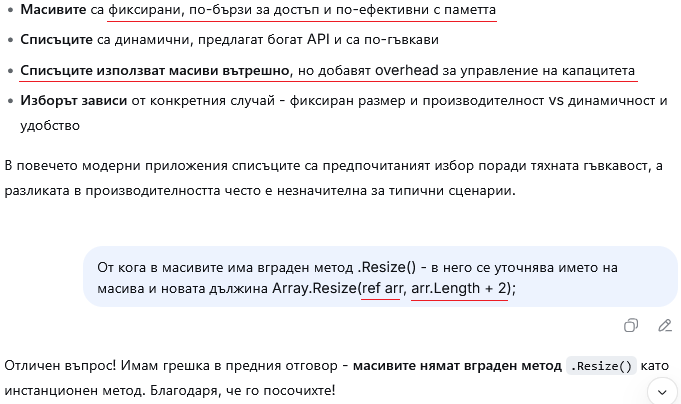 • Масивите са фиксирани, по-бързи за достъп и по-ефективни с паметта
• Списъците са динамични, предлагат богат API и са по-гъвкави
• Списъците използват масиви вътрешно, но добавят overhead за управление на капацитета
• Изборът зависи от конкретния случай - фиксиран размер и производителност vs динамичност и
удобство
В повечето модерни приложения списъците са предпочитаният избор поради тяхната гъвкавост, а
разликата в производителността често е незначителна за типични сценарии.
От кога в масивите има вграден метод .Resize() - в него се уточнява името на
масива и новата дължина Array.Resize(ref arr, arr.Length + 2);
Отличен въпрос! Имам грешка в предния отговор - масивите нямат вграден метод .Resize() като
инстанционен метод. Благодаря, че го посочихте!